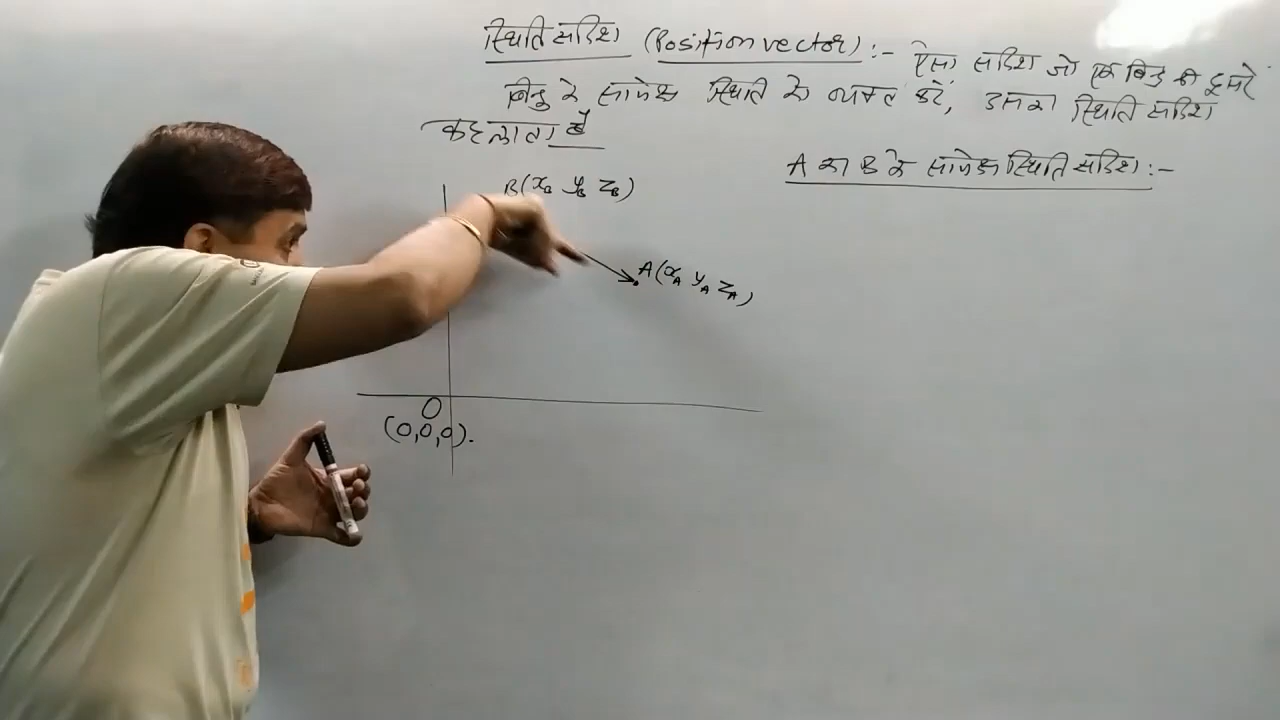 स्थिति सदिश (Position vector) :- ऐसा सदिश जो एक बिन्दु की दूसरे
बिन्दु के सापेक्ष स्थिति को व्यक्त करें, उसका स्थिति सदिश
कहलाता है
A का B के सापेक्ष स्थिति सदिश :-
B(x_B y_B z_B)
A(x_A y_A z_A)
O
(0,0,0).